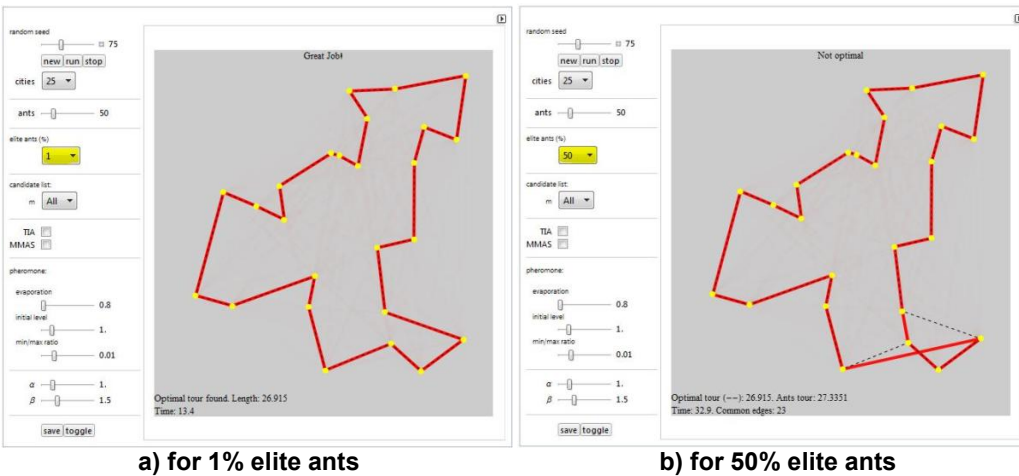 random seed
75
new run stop
cities 25
ants 50
elite ants (%)
1
candidate list:
m All
TIA
MMAS
pheromone:
evaporation
0.8
initial level
1.
min/max ratio
0.01
α 1.
β 1.5
save toggle
Great Job!
Optimal tour found. Length: 26.915
Time: 13.4
a) for 1% elite ants
random seed
75
new run stop
cities 25
ants 50
elite ants (%)
50
candidate list:
m All
TIA
MMAS
pheromone:
evaporation
0.8
initial level
1.
min/max ratio
0.01
α 1.
β 1.5
save toggle
Not optimal
Optimal tour (−−): 26.915. Ants tour: 27.3351
Time: 32.9. Common edges: 23
b) for 50% elite ants